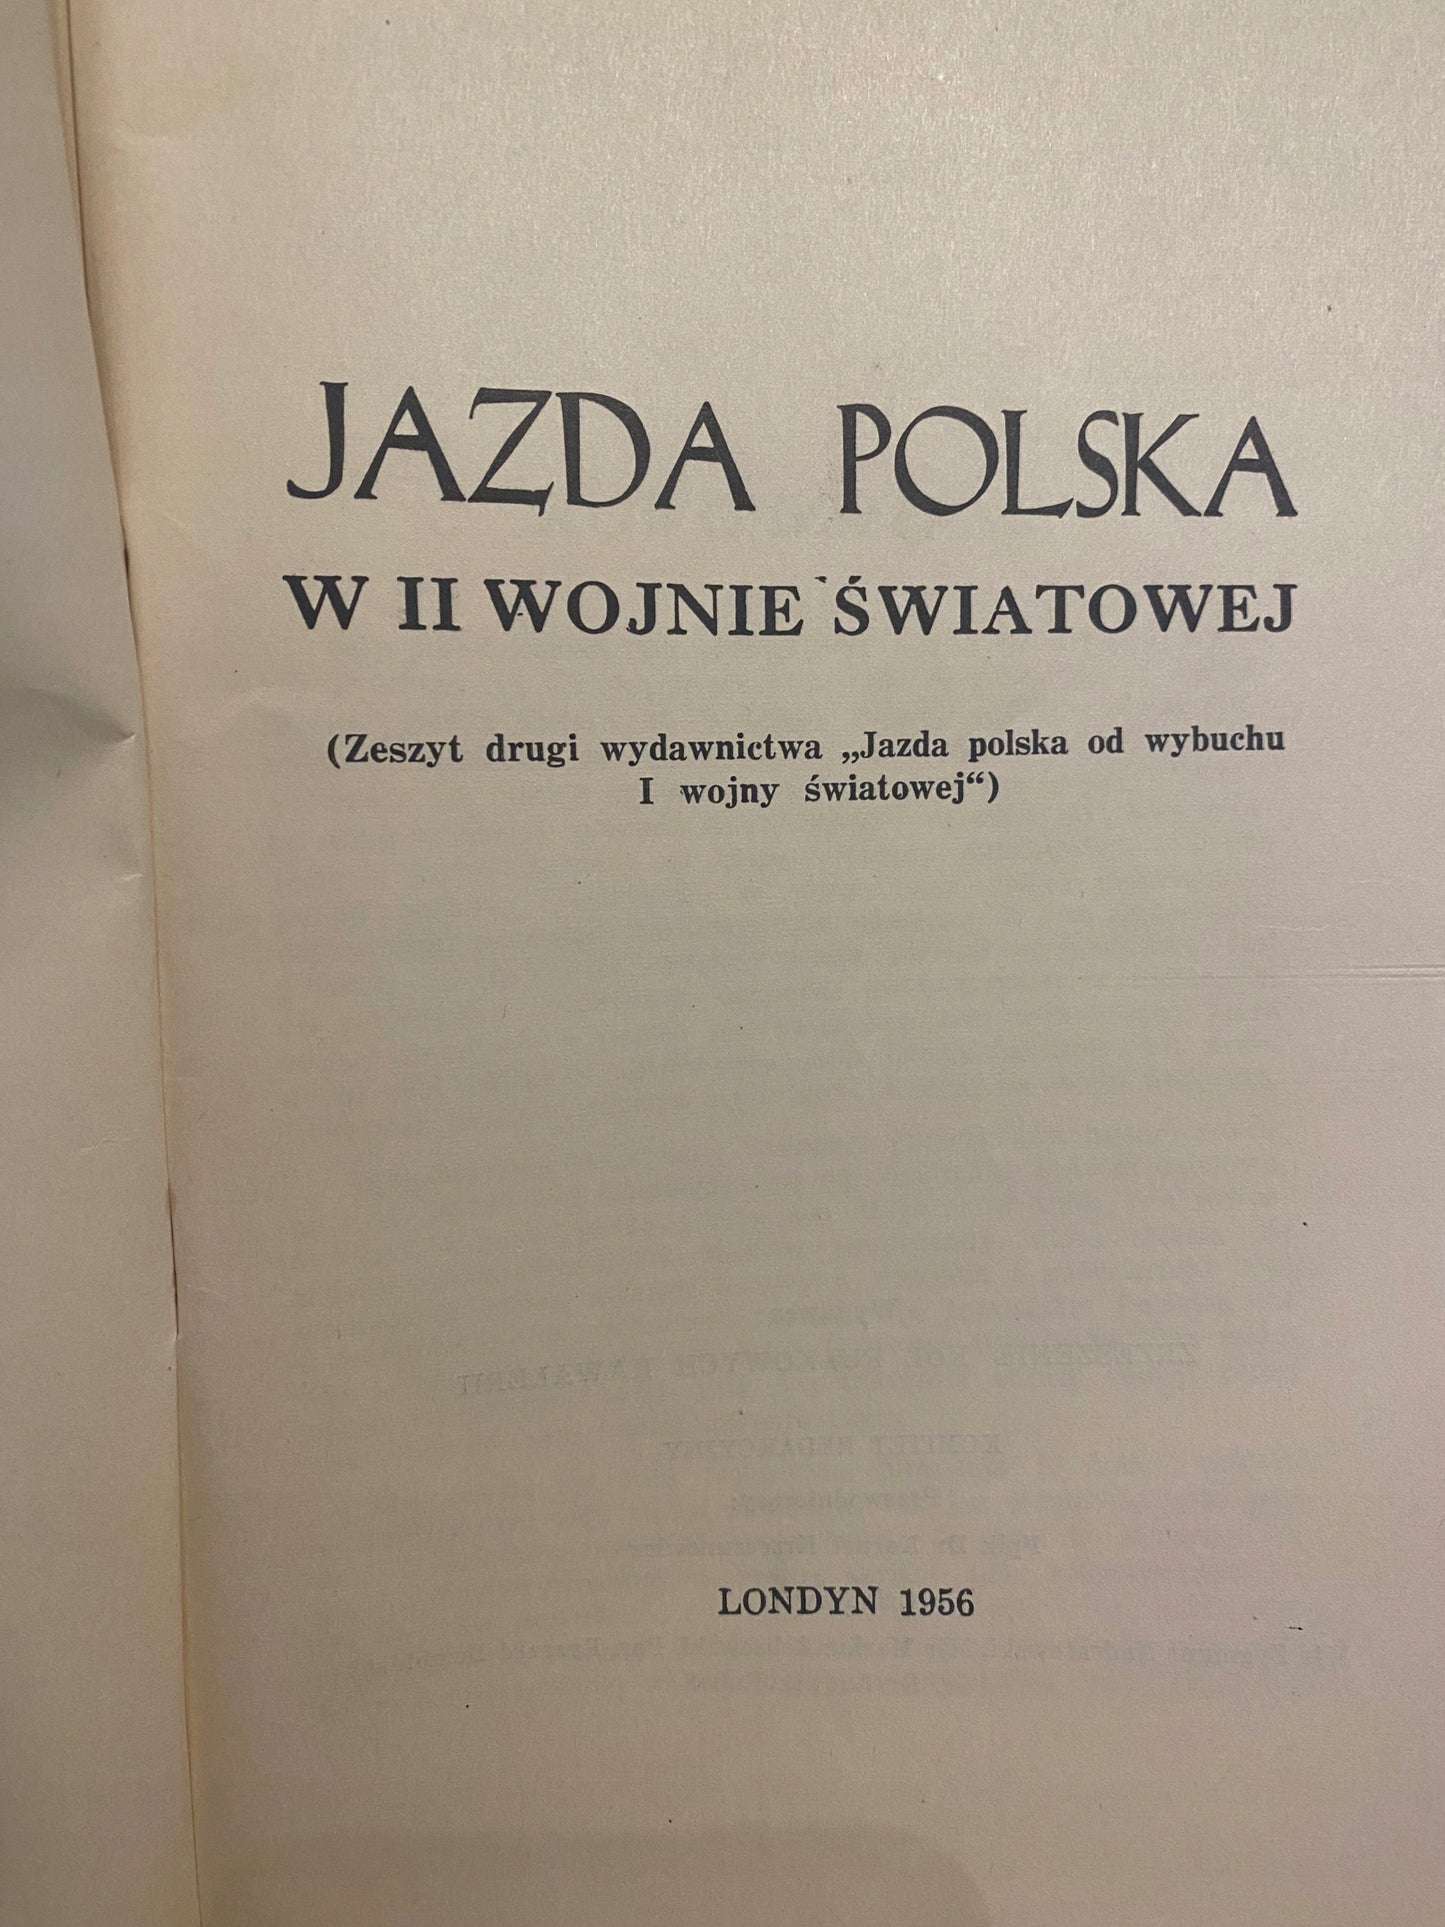 JAZDA POLSKA
W II WOJNIE ŚWIATOWEJ
(Zeszyt drugi wydawnictwa „Jazda polska od wybuchu
I wojny światowej“)
LONDYN 1956